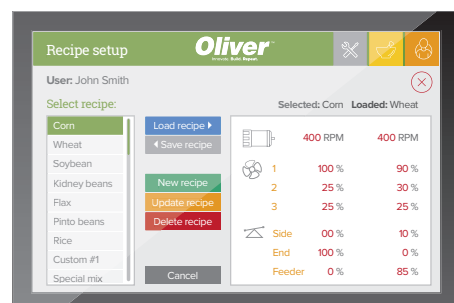 Recipe setup
Oliver
User: John Smith
Select recipe:
Selected: Corn Loaded: Wheat
Corn
Wheat
Soybean
Kidney beans
Flax
Pinto beans
Rice
Custom #1
Special mix
Load recipe
Save recipe
New recipe
Update recipe
Delete recipe
Cancel
400 RPM 400 RPM
1 100 % 90 %
2 25 % 30 %
3 25 % 25 %
Side 00 % 10 %
End 100 % 0 %
Feeder 0 % 85 %